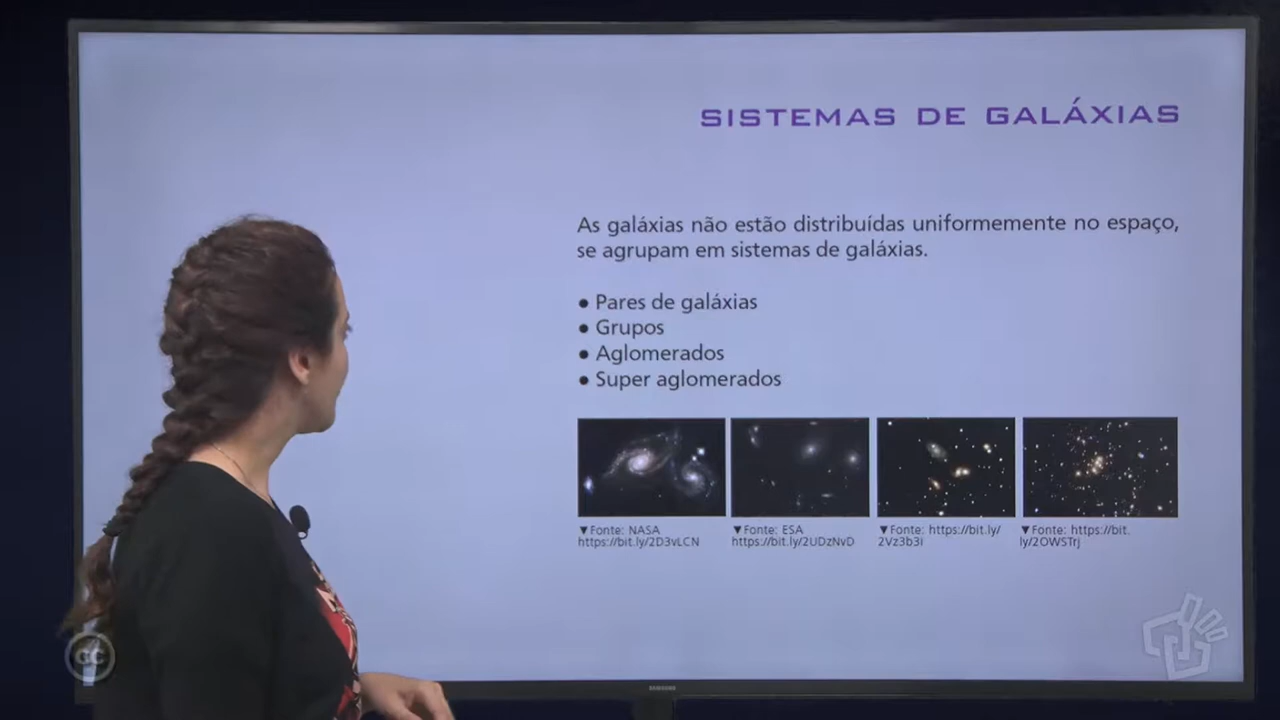 SISTEMAS DE GALÁXIAS
As galáxias não estão distribuídas uniformemente no espaço,
se agrupam em sistemas de galáxias.
● Pares de galáxias
● Grupos
● Aglomerados
● Super aglomerados
▼Fonte: NASA
https://bit.ly/2D3vLCN
▼Fonte: ESA
https://bit.ly/2UDzNvD
▼Fonte: https://bit.ly/
2Vz3b3i
▼Fonte: https://bit.
ly/2OWSTrj
CC
SAMSUNG